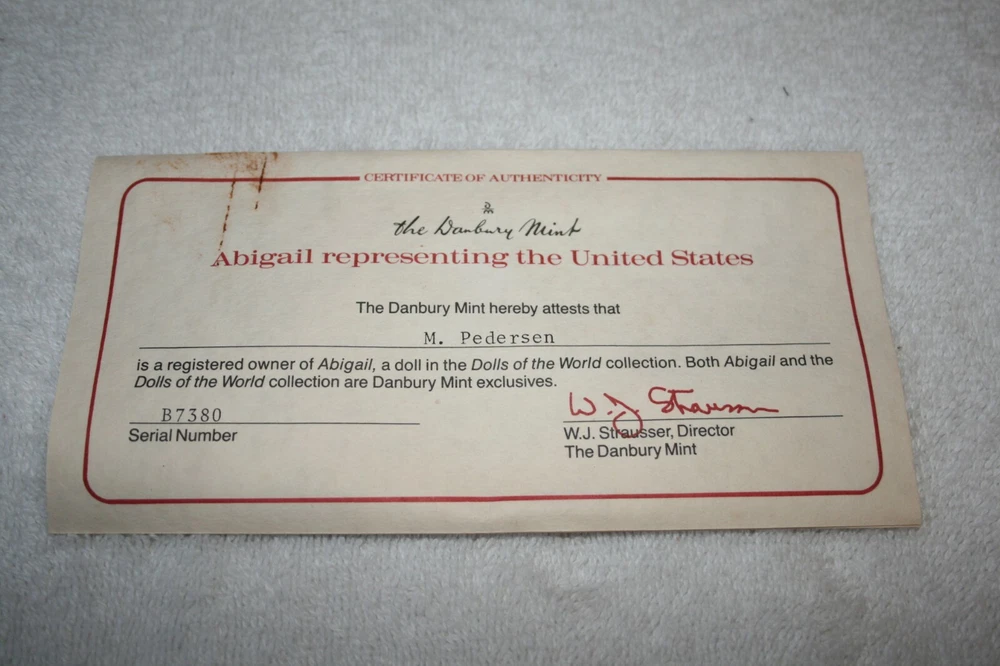 CERTIFICATE OF AUTHENTICITY
DM
the Danbury Mint
Abigail representing the United States
The Danbury Mint hereby attests that
M. Pedersen
is a registered owner of Abigail, a doll in the Dolls of the World collection. Both Abigail and the
Dolls of the World collection are Danbury Mint exclusives.
B7380
Serial Number
W. J. Strausser
W.J. Strausser, Director
The Danbury Mint